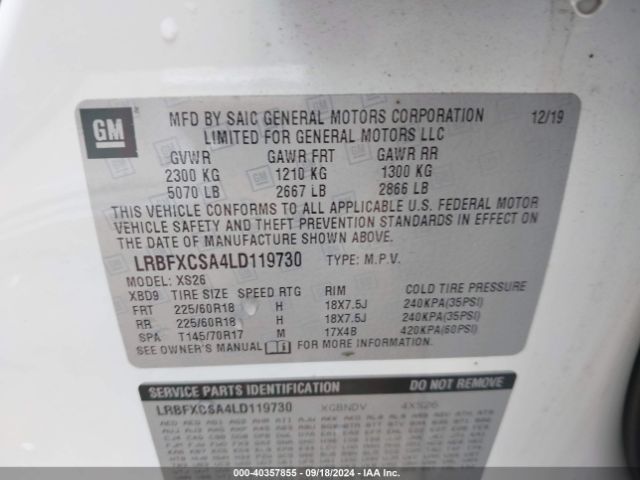 GM
MFD BY SAIC GENERAL MOTORS CORPORATION 12/19
LIMITED FOR GENERAL MOTORS LLC
GVWR GAWR FRT GAWR RR
2300 KG 1210 KG 1300 KG
5070 LB 2667 LB 2866 LB
THIS VEHICLE CONFORMS TO ALL APPLICABLE U.S. FEDERAL MOTOR
VEHICLE SAFETY AND THEFT PREVENTION STANDARDS IN EFFECT ON
THE DATE OF MANUFACTURE SHOWN ABOVE.
LRBFXCSA4LD119730 TYPE: M.P.V.
MODEL: XS26
XBD9 TIRE SIZE SPEED RTG RIM COLD TIRE PRESSURE
FRT 225/60R18 H 18X7.5J 240KPA(35PSI)
RR 225/60R18 H 18X7.5J 240KPA(35PSI)
SPA T145/70R17 M 17X4B 420KPA(60PSI)
SEE OWNER'S MANUAL FOR MORE INFORMATION.
SERVICE PARTS IDENTIFICATION DO NOT REMOVE
LRBFXCSA4LD119730 XGBNDV 4XS26
Stock No: 40357855 - 09/18/2024 - IAA Inc.